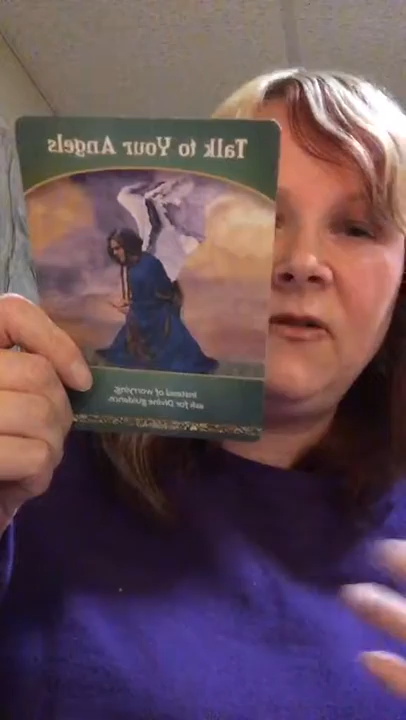 Talk to Your Angels
Instead of worrying,
ask for Divine guidance.